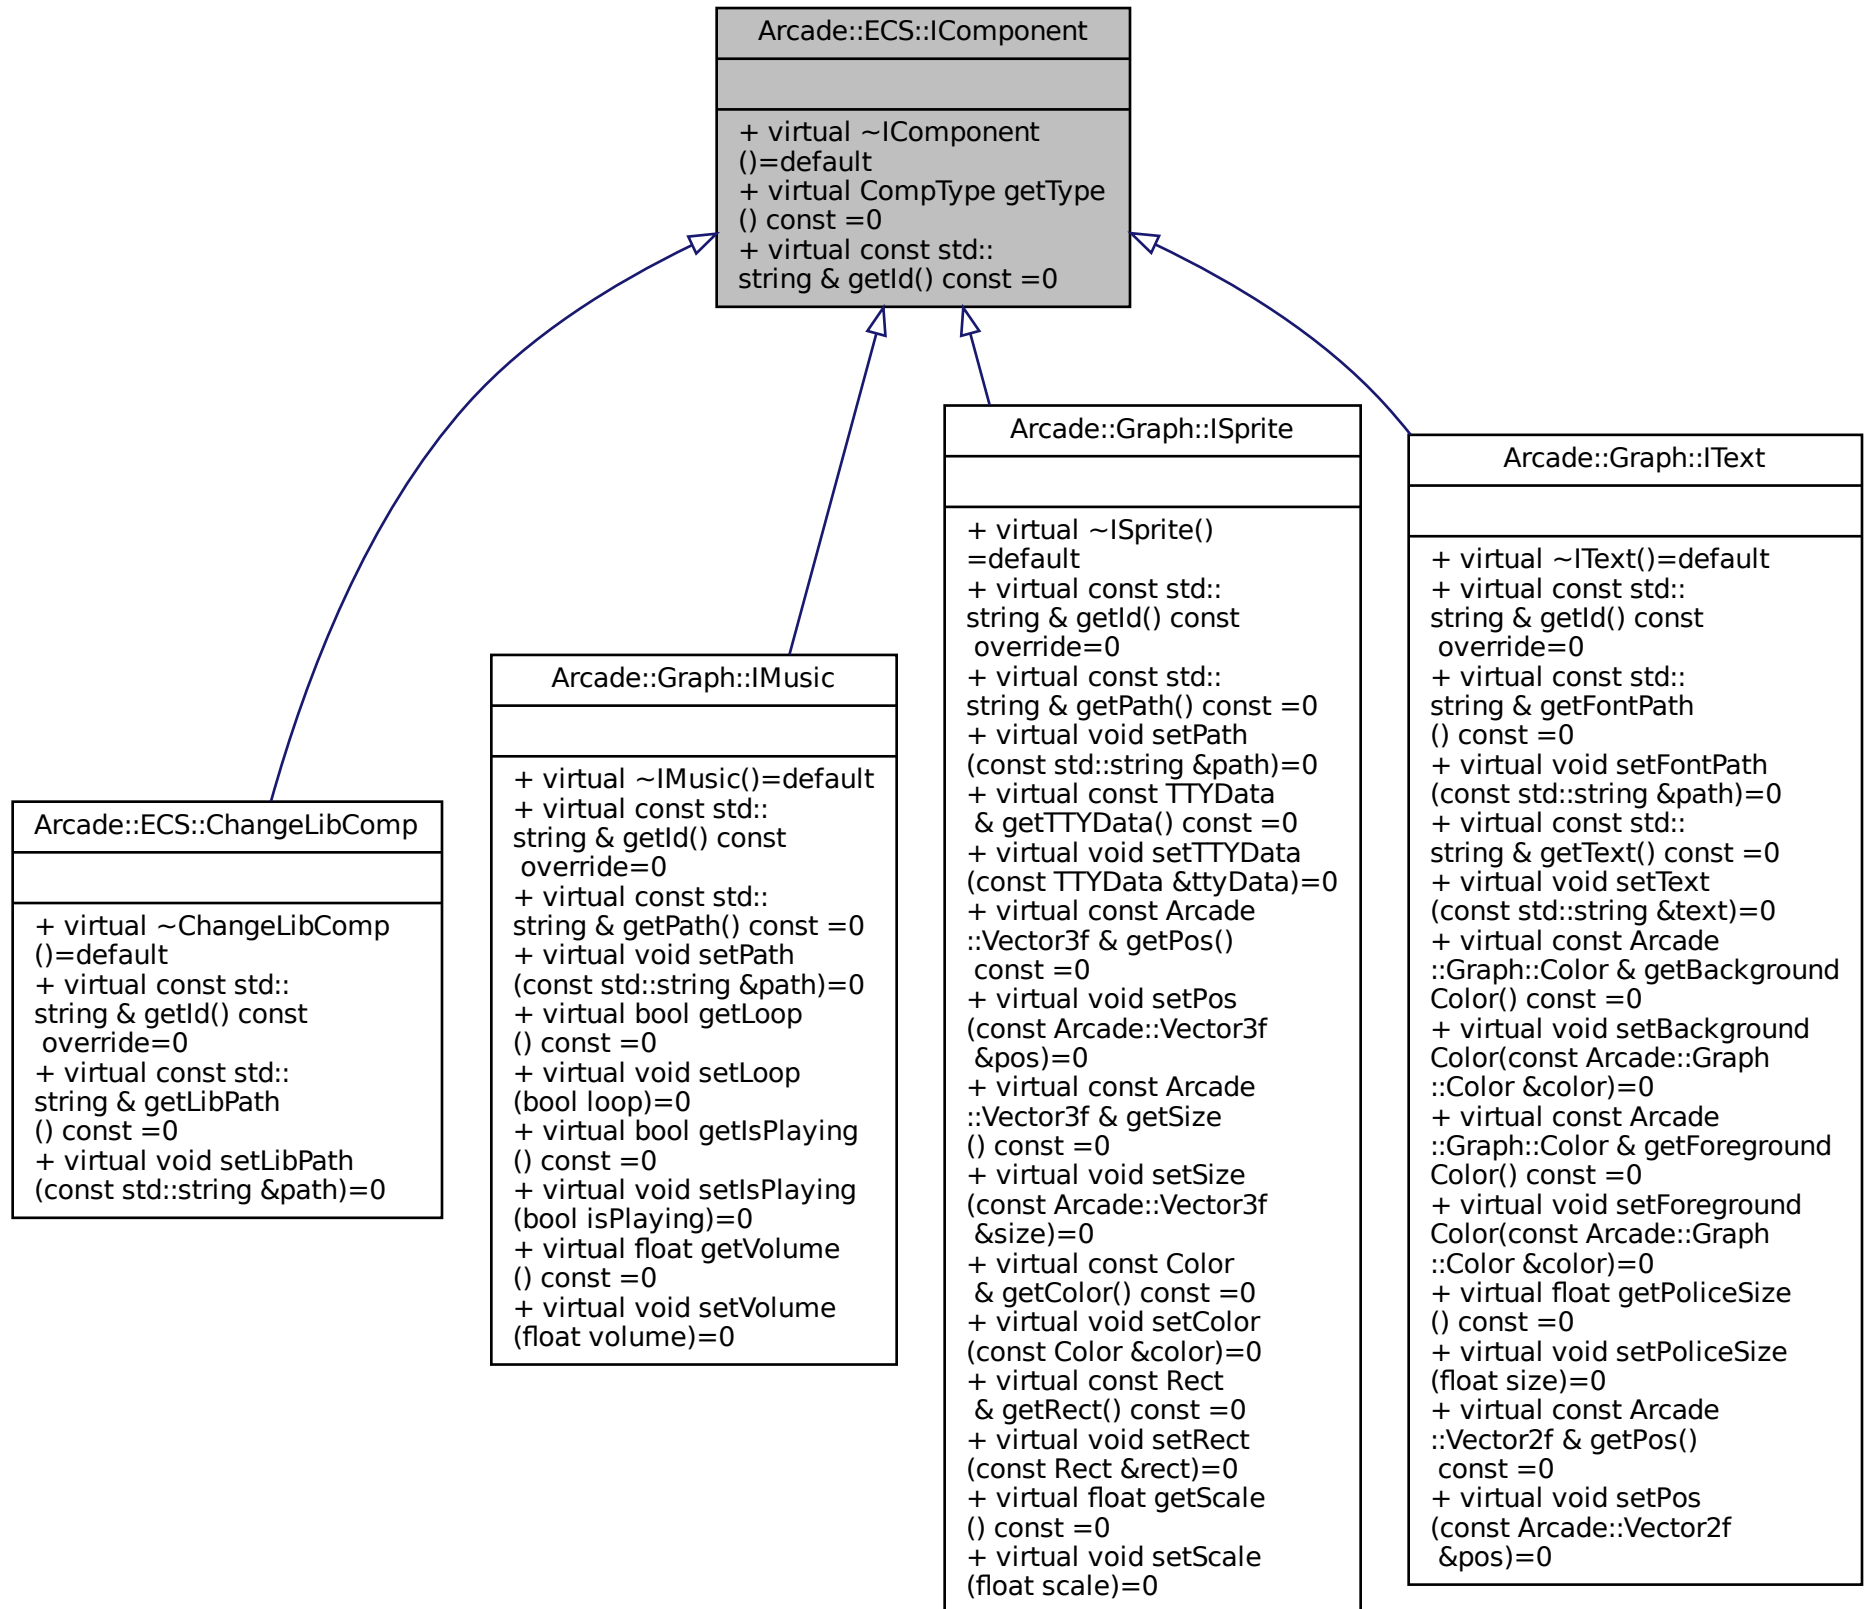 Arcade::ECS::IComponent
+ virtual ~IComponent
()=default
+ virtual CompType getType
() const =0
+ virtual const std::
string & getId() const =0
Arcade::ECS::ChangeLibComp
+ virtual ~ChangeLibComp
()=default
+ virtual const std::
string & getId() const
override=0
+ virtual const std::
string & getLibPath
() const =0
+ virtual void setLibPath
(const std::string &path)=0
Arcade::Graph::IMusic
+ virtual ~IMusic()=default
+ virtual const std::
string & getId() const
override=0
+ virtual const std::
string & getPath() const =0
+ virtual void setPath
(const std::string &path)=0
+ virtual bool getLoop
() const =0
+ virtual void setLoop
(bool loop)=0
+ virtual bool getIsPlaying
() const =0
+ virtual void setIsPlaying
(bool isPlaying)=0
+ virtual float getVolume
() const =0
+ virtual void setVolume
(float volume)=0
Arcade::Graph::ISprite
+ virtual ~ISprite()
=default
+ virtual const std::
string & getId() const
override=0
+ virtual const std::
string & getPath() const =0
+ virtual void setPath
(const std::string &path)=0
+ virtual const TTYData
& getTTYData() const =0
+ virtual void setTTYData
(const TTYData &ttyData)=0
+ virtual const Arcade
::Vector3f & getPos()
const =0
+ virtual void setPos
(const Arcade::Vector3f
&pos)=0
+ virtual const Arcade
::Vector3f & getSize
() const =0
+ virtual void setSize
(const Arcade::Vector3f
&size)=0
+ virtual const Color
& getColor() const =0
+ virtual void setColor
(const Color &color)=0
+ virtual const Rect
& getRect() const =0
+ virtual void setRect
(const Rect &rect)=0
+ virtual float getScale
() const =0
+ virtual void setScale
(float scale)=0
Arcade::Graph::IText
+ virtual ~IText()=default
+ virtual const std::
string & getId() const
override=0
+ virtual const std::
string & getFontPath
() const =0
+ virtual void setFontPath
(const std::string &path)=0
+ virtual const std::
string & getText() const =0
+ virtual void setText
(const std::string &text)=0
+ virtual const Arcade
::Graph::Color & getBackground
Color() const =0
+ virtual void setBackground
Color(const Arcade::Graph
::Color &color)=0
+ virtual const Arcade
::Graph::Color & getForeground
Color() const =0
+ virtual void setForeground
Color(const Arcade::Graph
::Color &color)=0
+ virtual float getPoliceSize
() const =0
+ virtual void setPoliceSize
(float size)=0
+ virtual const Arcade
::Vector2f & getPos()
const =0
+ virtual void setPos
(const Arcade::Vector2f
&pos)=0